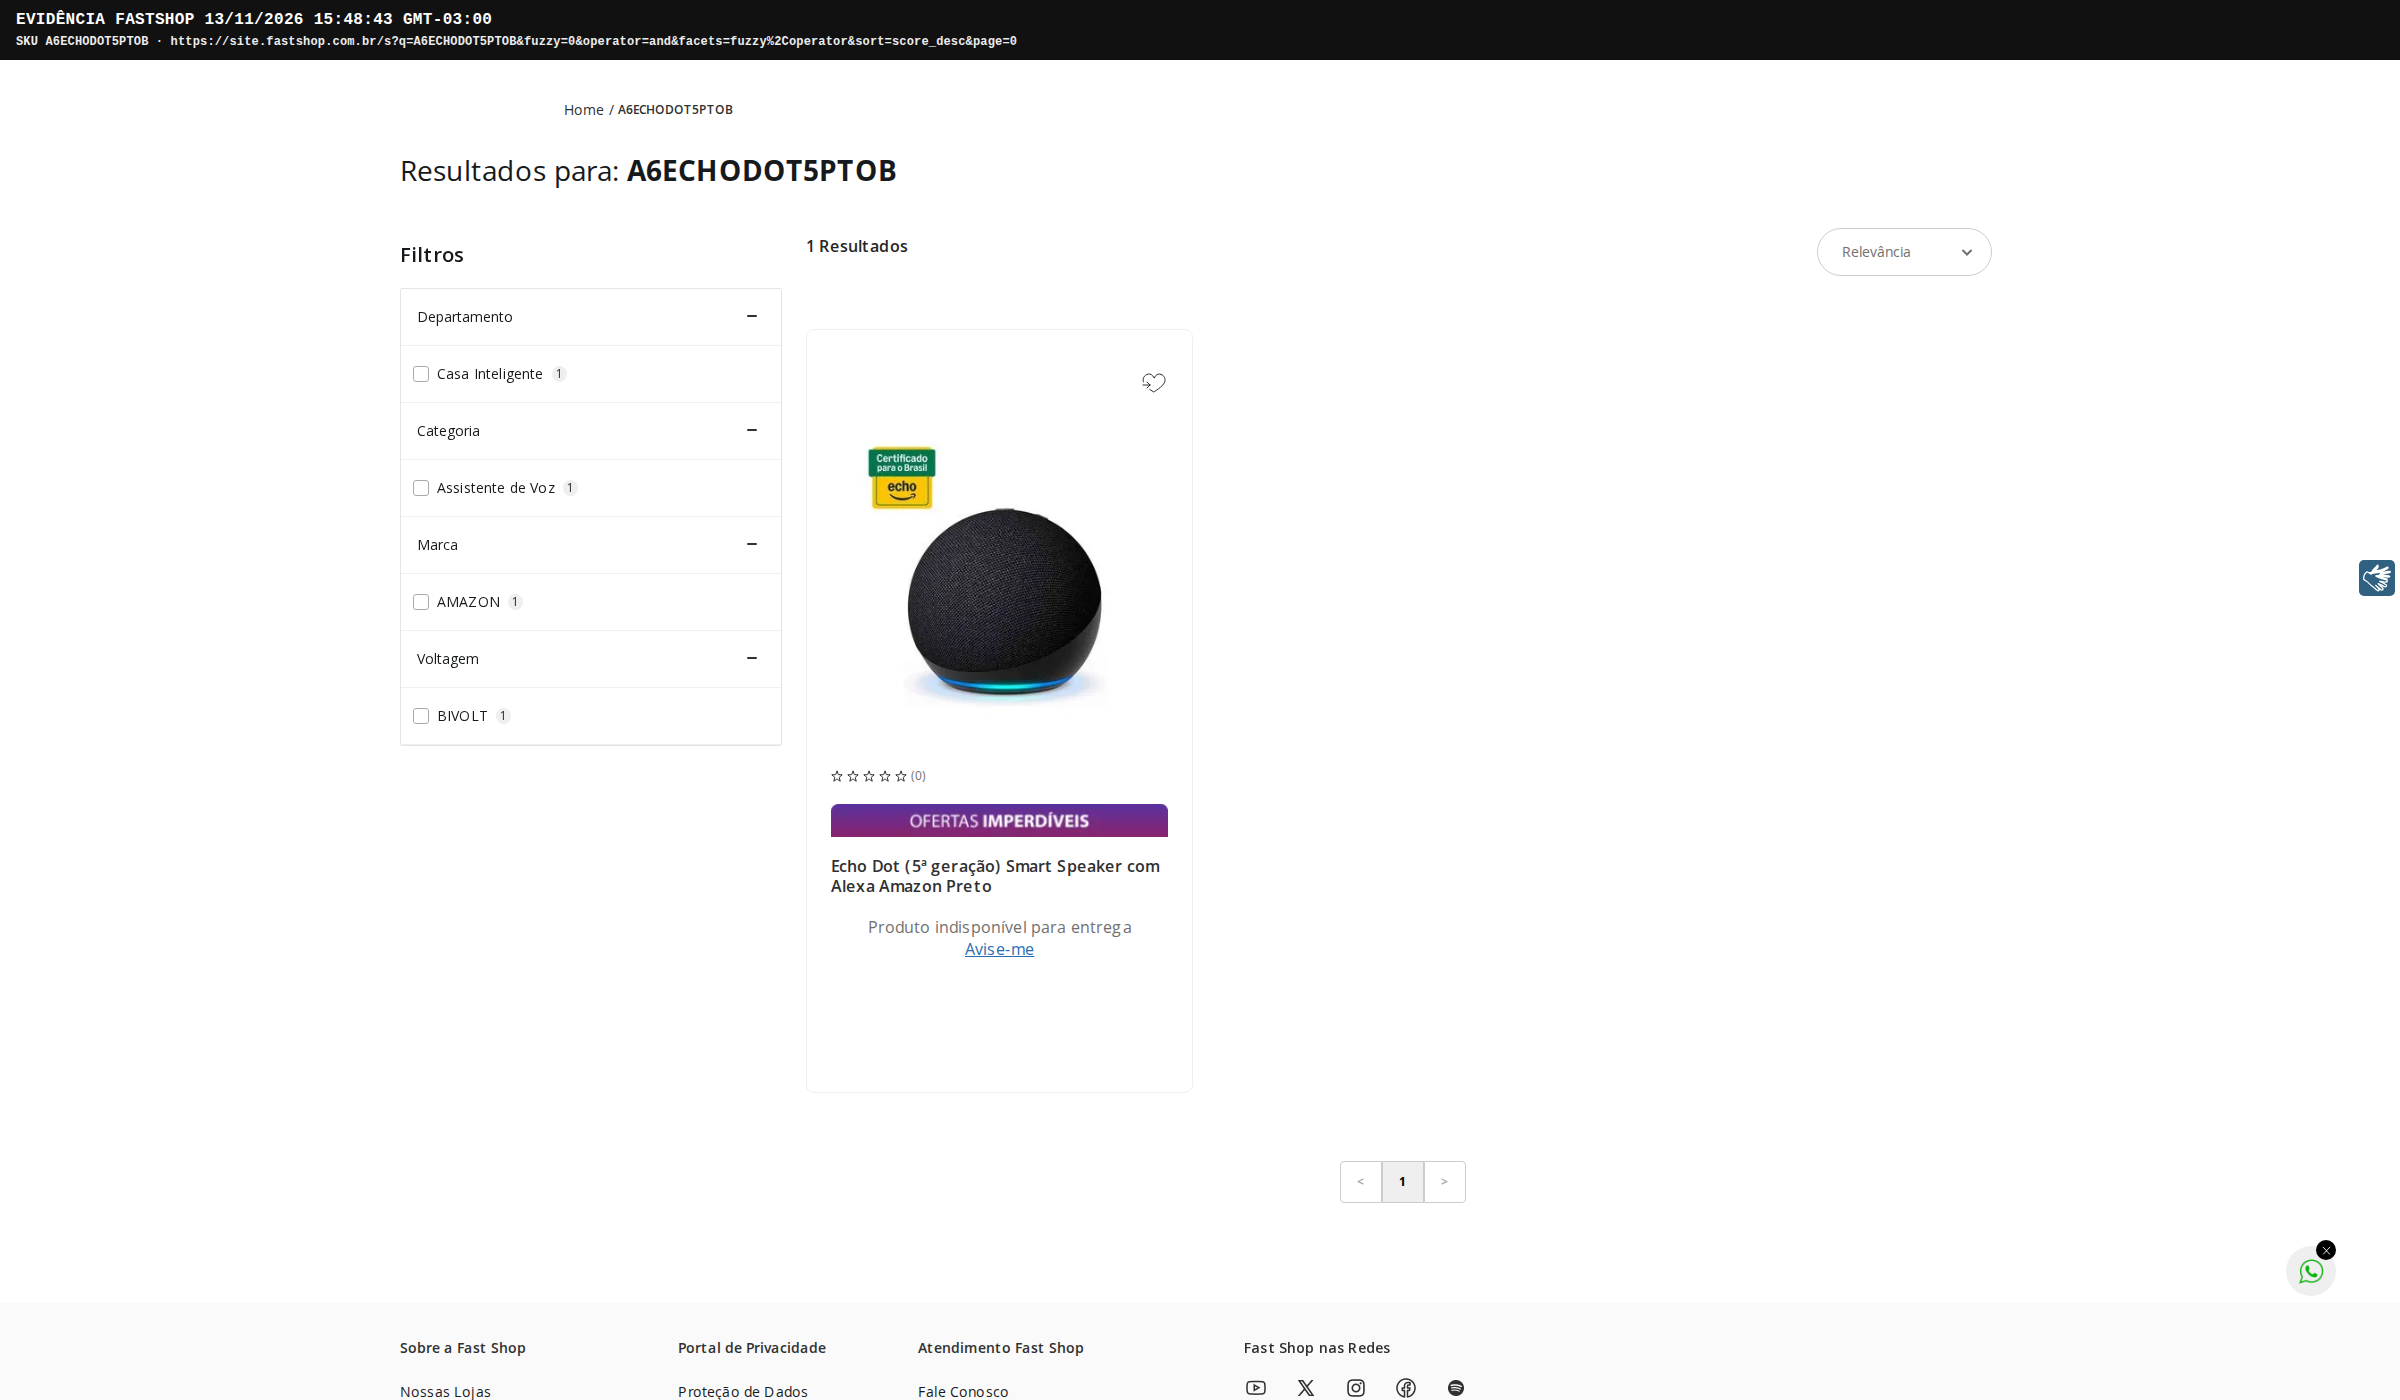 EVIDÊNCIA FASTSHOP 13/11/2026 15:48:43 GMT-03:00
SKU A6ECHODOT5PTOB · https://site.fastshop.com.br/s?q=A6ECHODOT5PTOB&fuzzy=0&operator=and&facets=fuzzy%2Coperator&sort=score_desc&page=0
Home / A6ECHODOT5PTOB
Resultados para: A6ECHODOT5PTOB
Filtros
1 Resultados
Relevância
Departamento
Casa Inteligente 1
Categoria
Assistente de Voz 1
Marca
AMAZON 1
Voltagem
BIVOLT 1
Certificado
para o Brasil
echo
(0)
OFERTAS IMPERDÍVEIS
Echo Dot (5ª geração) Smart Speaker com
Alexa Amazon Preto
Produto indisponível para entrega
Avise-me
< 1 >
Sobre a Fast Shop
Portal de Privacidade
Atendimento Fast Shop
Fast Shop nas Redes
Nossas Lojas
Proteção de Dados
Fale Conosco